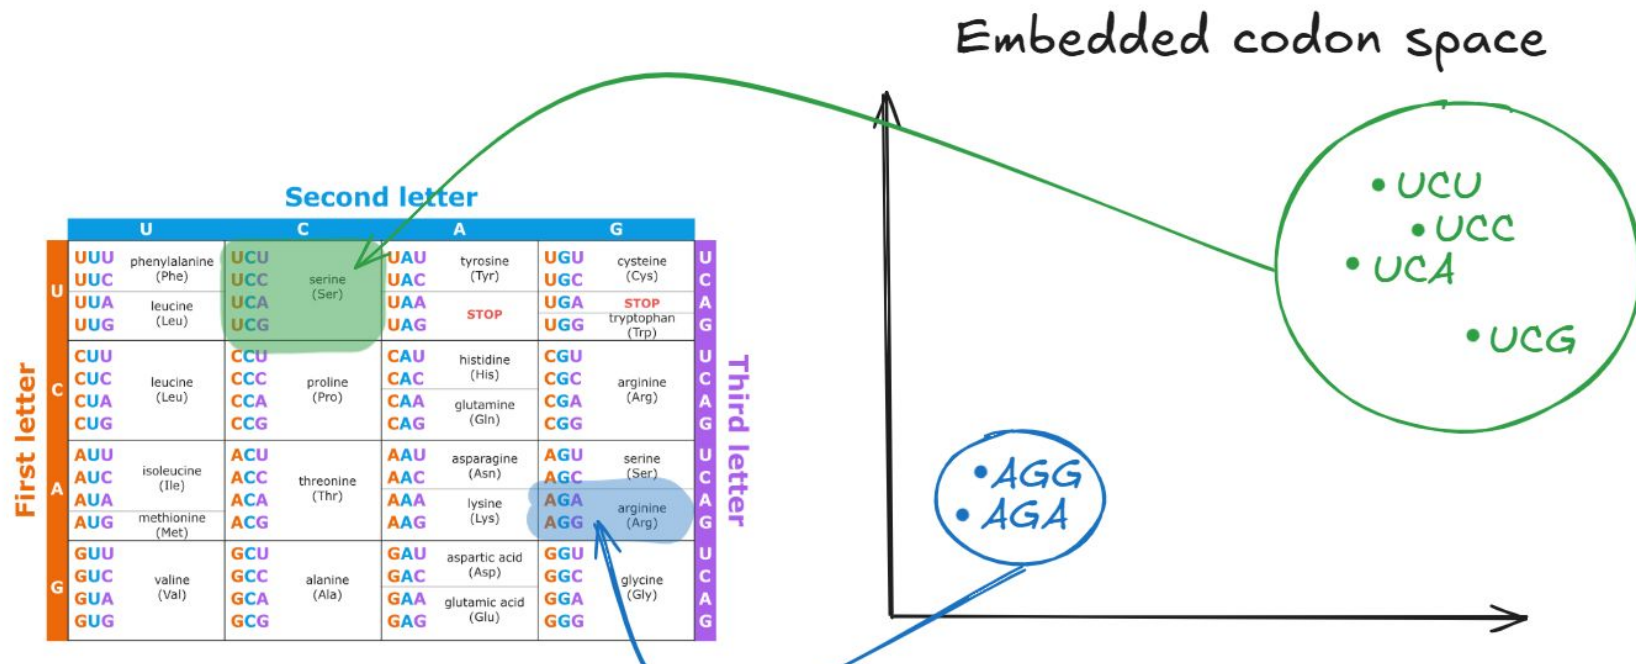 Embedded codon space
Second letter
U C A G
First letter
U
UUU phenylalanine
UUC (Phe)
UUA leucine
UUG (Leu)
UCU
UCC serine
UCA (Ser)
UCG
UAU tyrosine
UAC (Tyr)
UAA STOP
UAG
UGU cysteine
UGC (Cys)
UGA STOP
UGG tryptophan
(Trp)
U
C
A
G
C
CUU
CUC leucine
CUA (Leu)
CUG
CCU
CCC proline
CCA (Pro)
CCG
CAU histidine
CAC (His)
CAA glutamine
CAG (Gln)
CGU
CGC arginine
CGA (Arg)
CGG
U
C
A
G
A
AUU
AUC isoleucine
AUA (Ile)
AUG methionine
(Met)
ACU
ACC threonine
ACA (Thr)
ACG
AAU asparagine
AAC (Asn)
AAA lysine
AAG (Lys)
AGU serine
AGC (Ser)
AGA arginine
AGG (Arg)
U
C
A
G
G
GUU
GUC valine
GUA (Val)
GUG
GCU
GCC alanine
GCA (Ala)
GCG
GAU aspartic acid
GAC (Asp)
GAA glutamic acid
GAG (Glu)
GGU
GGC glycine
GGA (Gly)
GGG
U
C
A
G
Third letter
UCU
UCC
UCA
UCG
AGG
AGA